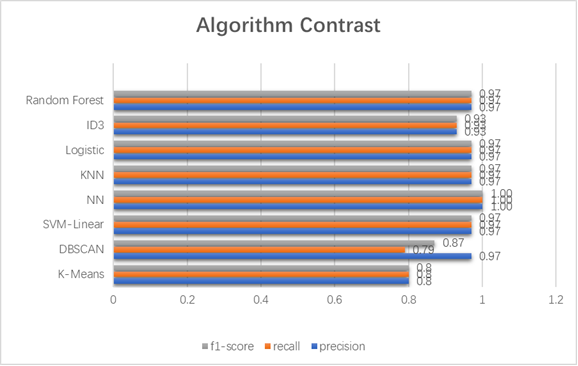 Algorithm Contrast
Random Forest
0.97
0.97
0.97
ID3
0.93
0.93
0.93
Logistic
0.97
0.97
0.97
KNN
0.97
0.97
0.97
NN
1.00
1.00
1.00
SVM-Linear
0.97
0.97
0.97
DBSCAN
0.87
0.79
0.97
K-Means
0.8
0.8
0.8
0 0.2 0.4 0.6 0.8 1 1.2
f1-score recall precision